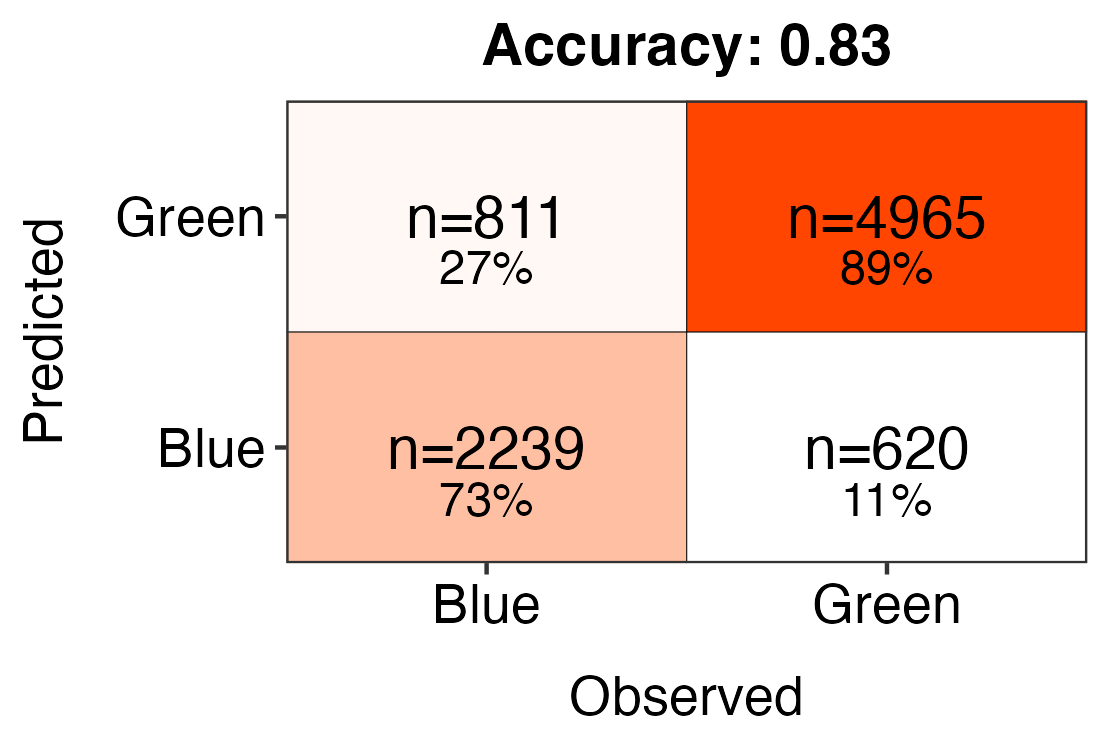 Accuracy: 0.83
Predicted
Green
n=811
27%
n=4965
89%
Blue
n=2239
73%
n=620
11%
Blue
Green
Observed